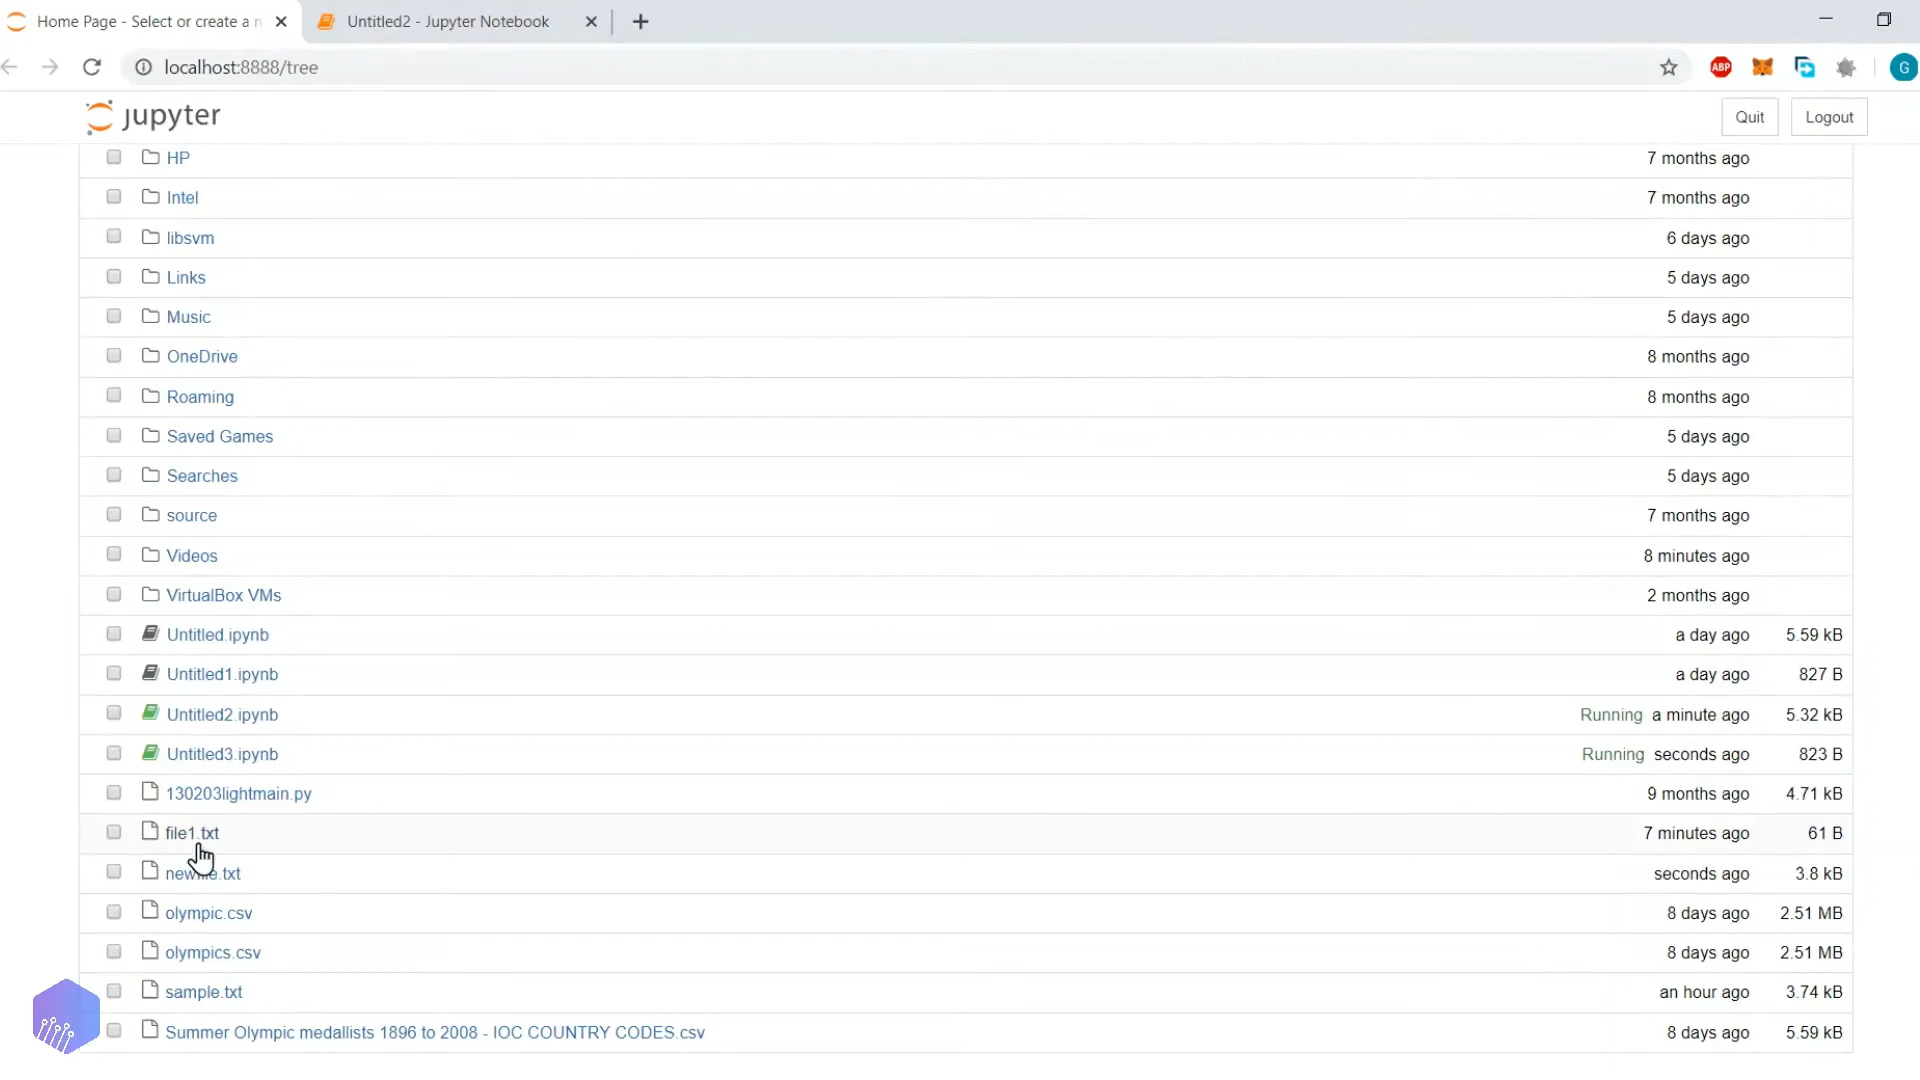 Home Page - Select or create a n
Untitled2 - Jupyter Notebook
localhost:8888/tree
ABP
G
jupyter
Quit Logout
HP 7 months ago
Intel 7 months ago
libsvm 6 days ago
Links 5 days ago
Music 5 days ago
OneDrive 8 months ago
Roaming 8 months ago
Saved Games 5 days ago
Searches 5 days ago
source 7 months ago
Videos 8 minutes ago
VirtualBox VMs 2 months ago
Untitled.ipynb a day ago 5.59 kB
Untitled1.ipynb a day ago 827 B
Untitled2.ipynb Running a minute ago 5.32 kB
Untitled3.ipynb Running seconds ago 823 B
130203lightmain.py 9 months ago 4.71 kB
file1.txt 7 minutes ago 61 B
newfile.txt seconds ago 3.8 kB
olympic.csv 8 days ago 2.51 MB
olympics.csv 8 days ago 2.51 MB
sample.txt an hour ago 3.74 kB
Summer Olympic medallists 1896 to 2008 - IOC COUNTRY CODES.csv 8 days ago 5.59 kB